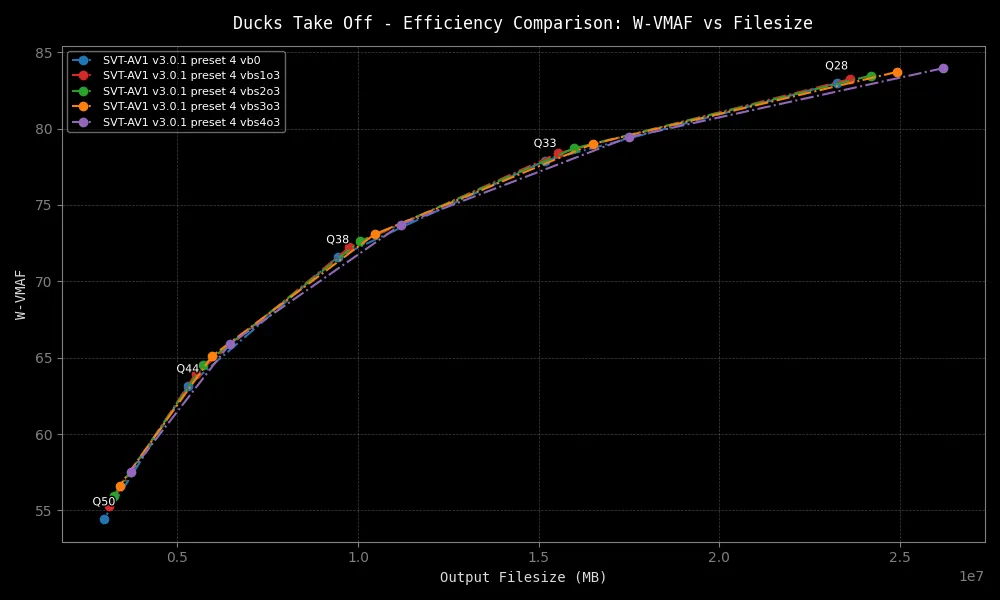 Ducks Take Off - Efficiency Comparison: W-VMAF vs Filesize
SVT-AV1 v3.0.1 preset 4 vb0
SVT-AV1 v3.0.1 preset 4 vbs1o3
SVT-AV1 v3.0.1 preset 4 vbs2o3
SVT-AV1 v3.0.1 preset 4 vbs3o3
SVT-AV1 v3.0.1 preset 4 vbs4o3
W-VMAF
85
80
75
70
65
60
55
Q28
Q33
Q38
Q44
Q50
0.5
1.0
1.5
2.0
2.5
1e7
Output Filesize (MB)